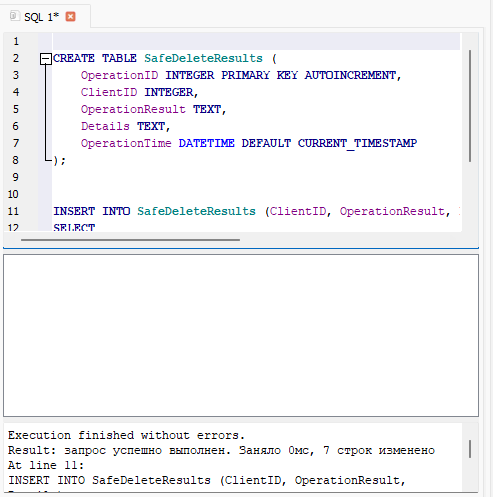 SQL 1*
1
2 CREATE TABLE SafeDeleteResults (
3 OperationID INTEGER PRIMARY KEY AUTOINCREMENT,
4 ClientID INTEGER,
5 OperationResult TEXT,
6 Details TEXT,
7 OperationTime DATETIME DEFAULT CURRENT_TIMESTAMP
8 );
9
10
11 INSERT INTO SafeDeleteResults (ClientID, OperationResult,
12 SELECT
Execution finished without errors.
Result: запрос успешно выполнен. Заняло 0мс, 7 строк изменено
At line 11:
INSERT INTO SafeDeleteResults (ClientID, OperationResult,